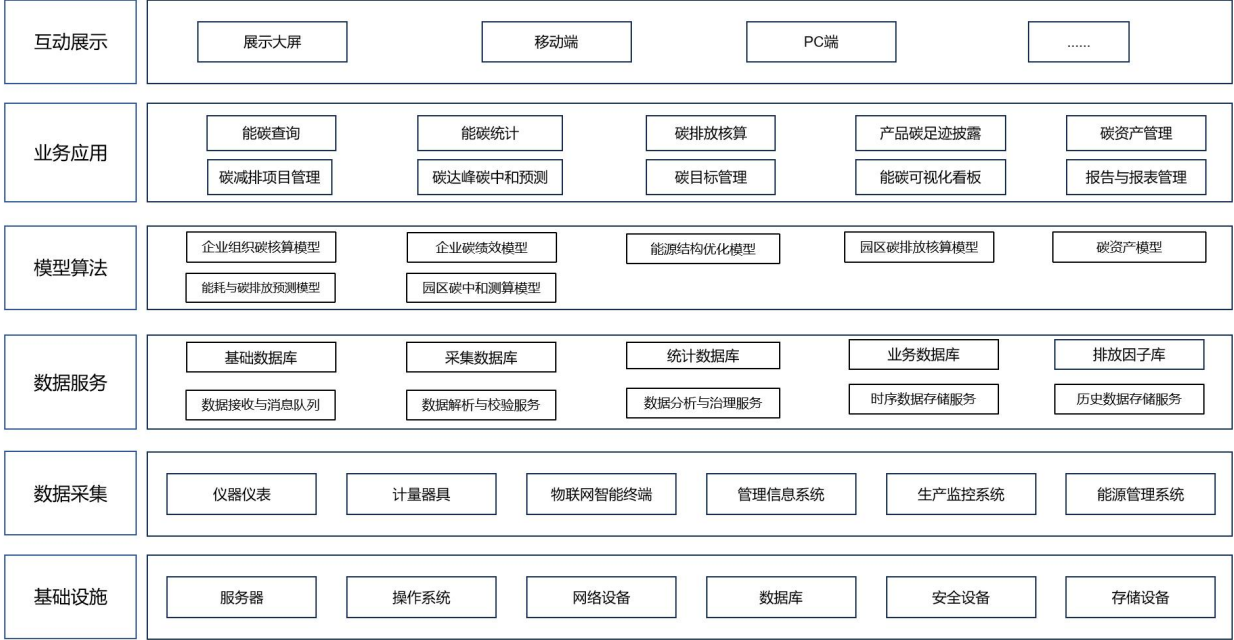 互动展示
展示大屏
移动端
PC端
......
业务应用
能碳查询
能碳统计
碳排放核算
产品碳足迹披露
碳资产管理
碳减排项目管理
碳达峰碳中和预测
碳目标管理
能碳可视化看板
报告与报表管理
模型算法
企业组织碳核算模型
企业碳绩效模型
能源结构优化模型
园区碳排放核算模型
碳资产模型
能耗与碳排放预测模型
园区碳中和测算模型
数据服务
基础数据库
采集数据库
统计数据库
业务数据库
排放因子库
数据接收与消息队列
数据解析与校验服务
数据分析与治理服务
时序数据存储服务
历史数据存储服务
数据采集
仪器仪表
计量器具
物联网智能终端
管理信息系统
生产监控系统
能源管理系统
基础设施
服务器
操作系统
网络设备
数据库
安全设备
存储设备